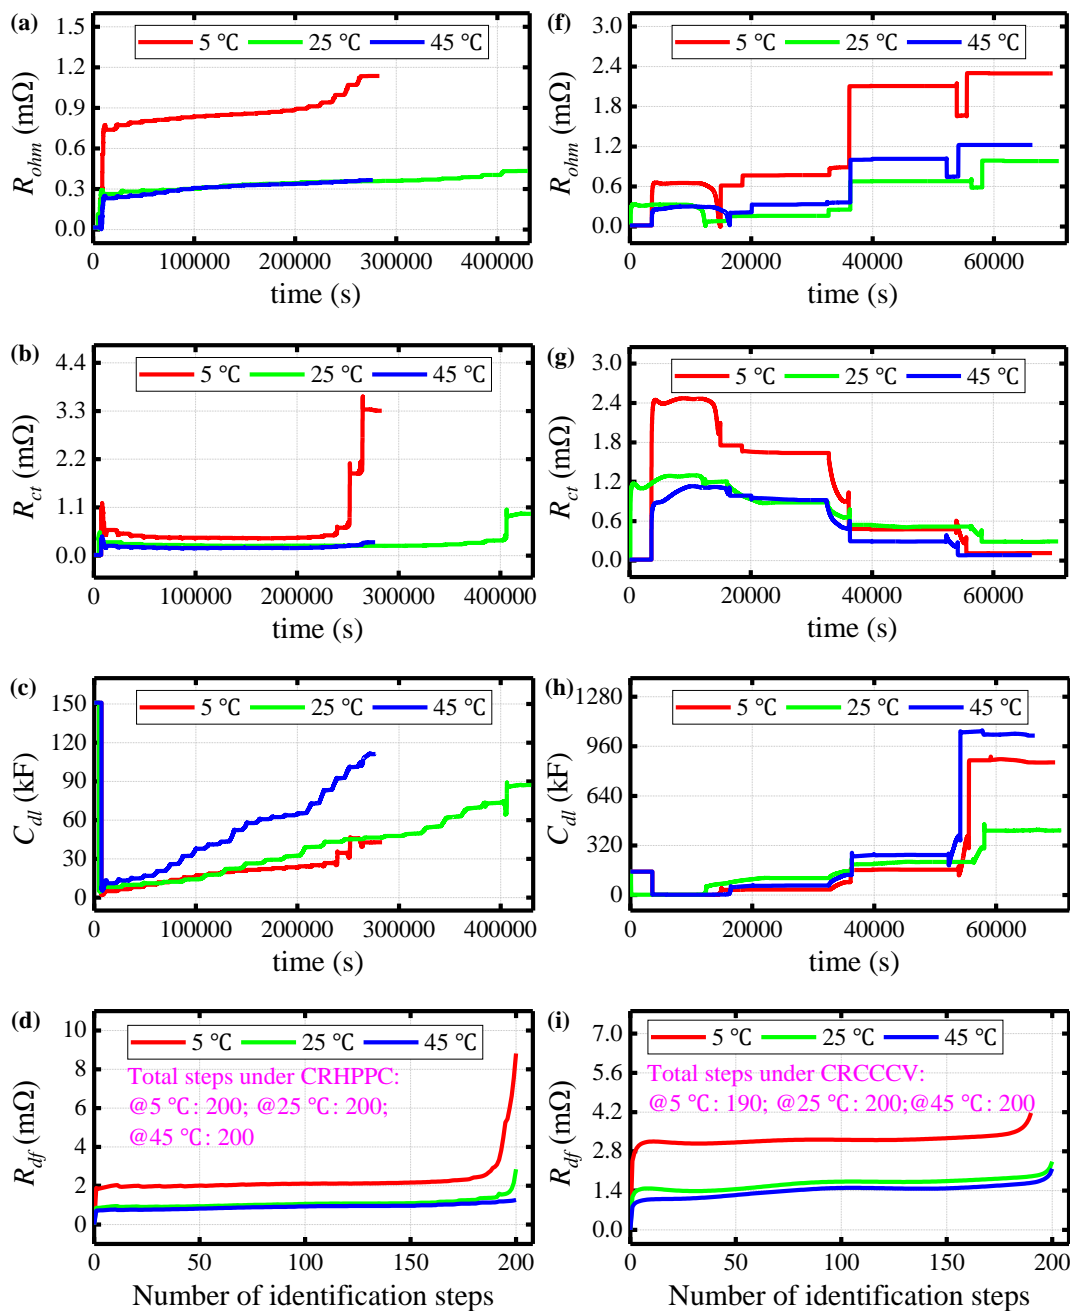 (a)
1.5
1.2
0.9
0.6
0.3
0.0
R_ohm (mΩ)
5 ℃ 25 ℃ 45 ℃
0 100000 200000 300000 400000
time (s)
(f)
3.0
2.4
1.8
1.2
0.6
0.0
R_ohm (mΩ)
5 ℃ 25 ℃ 45 ℃
0 20000 40000 60000
time (s)
(b)
4.4
3.3
2.2
1.1
0.0
R_ct (mΩ)
5 ℃ 25 ℃ 45 ℃
0 100000 200000 300000 400000
time (s)
(g)
3.0
2.4
1.8
1.2
0.6
0.0
R_ct (mΩ)
5 ℃ 25 ℃ 45 ℃
0 20000 40000 60000
time (s)
(c)
150
120
90
60
30
0
C_dl (kF)
5 ℃ 25 ℃ 45 ℃
0 100000 200000 300000 400000
time (s)
(h)
1280
960
640
320
0
C_dl (kF)
5 ℃ 25 ℃ 45 ℃
0 20000 40000 60000
time (s)
(d)
10
8
6
4
2
0
R_df (mΩ)
5 ℃ 25 ℃ 45 ℃
Total steps under CRHPPC:
@5 ℃: 200; @25 ℃: 200;
@45 ℃: 200
0 50 100 150 200
Number of identification steps
(i)
7.0
5.6
4.2
2.8
1.4
0.0
R_df (mΩ)
5 ℃ 25 ℃ 45 ℃
Total steps under CRCCCV:
@5 ℃: 190; @25 ℃: 200;@45 ℃: 200
0 50 100 150 200
Number of identification steps